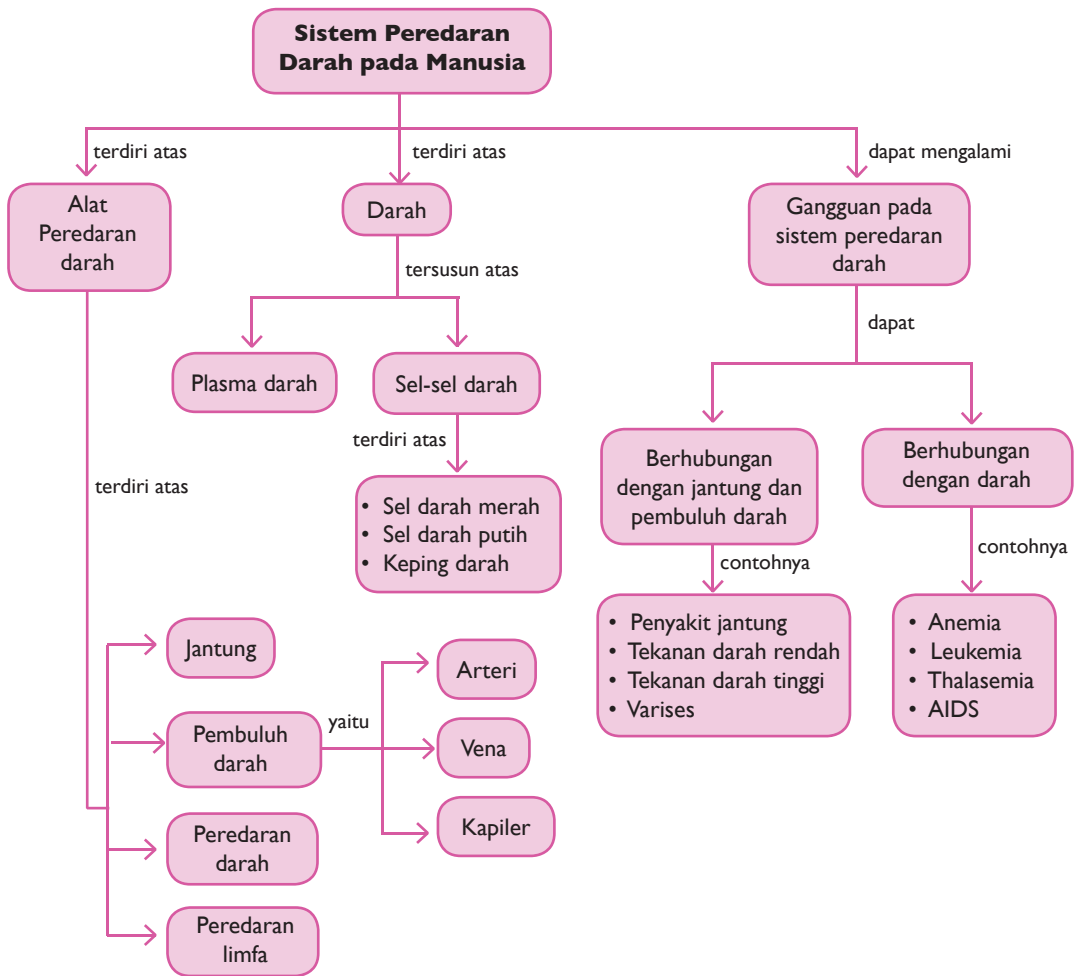 Sistem Peredaran
Darah pada Manusia
terdiri atas
terdiri atas
dapat mengalami
Alat
Peredaran
darah
Darah
Gangguan pada
sistem peredaran
darah
tersusun atas
dapat
Plasma darah
Sel-sel darah
terdiri atas
Berhubungan
dengan jantung dan
pembuluh darah
Berhubungan
dengan darah
terdiri atas
• Sel darah merah
• Sel darah putih
• Keping darah
contohnya
contohnya
• Penyakit jantung
• Tekanan darah rendah
• Tekanan darah tinggi
• Varises
• Anemia
• Leukemia
• Thalasemia
• AIDS
Jantung
Pembuluh
darah
yaitu
Arteri
Vena
Kapiler
Peredaran
darah
Peredaran
limfa